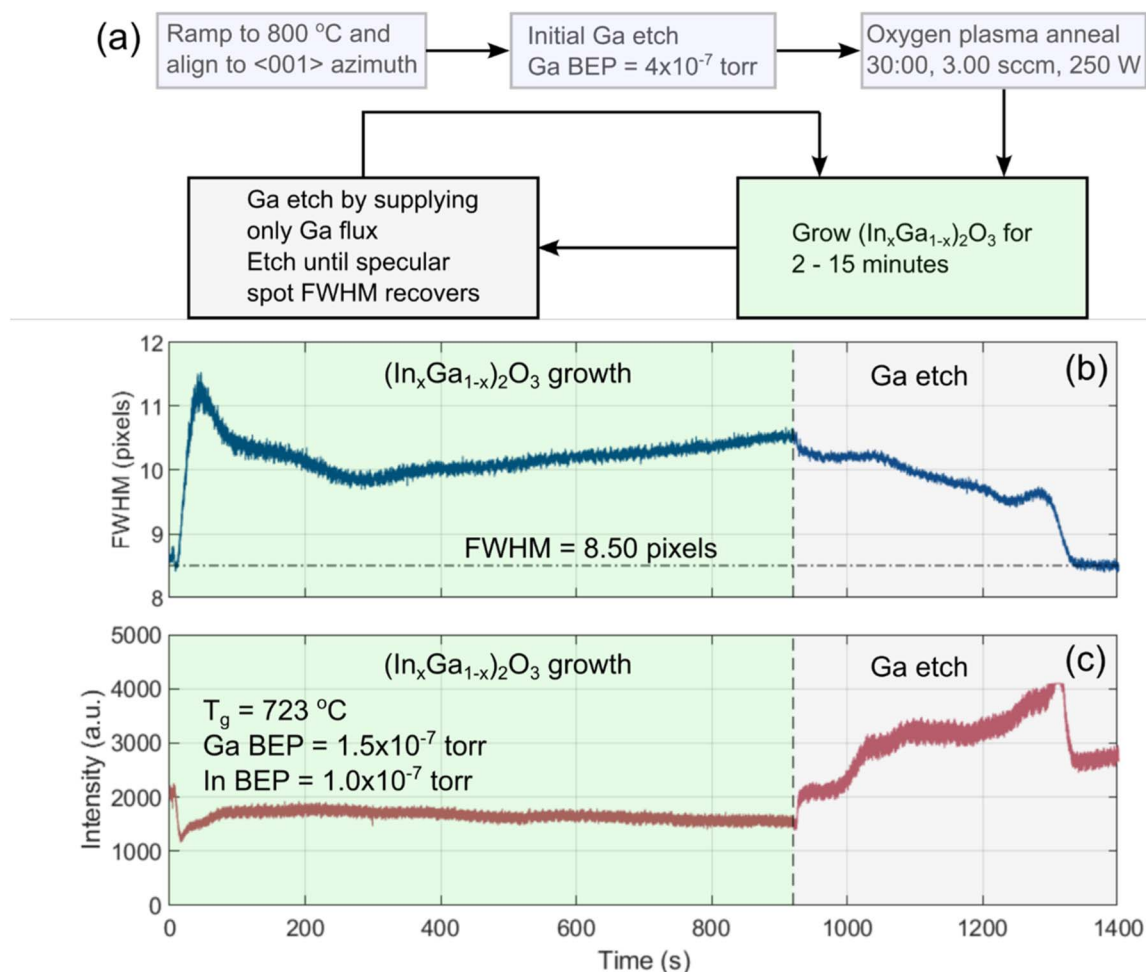 (a)
Ramp to 800 °C and
align to <001> azimuth
Initial Ga etch
Ga BEP = 4x10⁻⁷ torr
Oxygen plasma anneal
30:00, 3.00 sccm, 250 W
Ga etch by supplying
only Ga flux
Etch until specular
spot FWHM recovers
Grow (InₓGa₁₋ₓ)₂O₃ for
2 - 15 minutes
12
11
10
9
8
FWHM (pixels)
(InₓGa₁₋ₓ)₂O₃ growth
Ga etch
(b)
FWHM = 8.50 pixels
5000
4000
3000
2000
1000
0
Intensity (a.u.)
(InₓGa₁₋ₓ)₂O₃ growth
Ga etch
(c)
T_g = 723 °C
Ga BEP = 1.5x10⁻⁷ torr
In BEP = 1.0x10⁻⁷ torr
0 200 400 600 800 1000 1200 1400
Time (s)